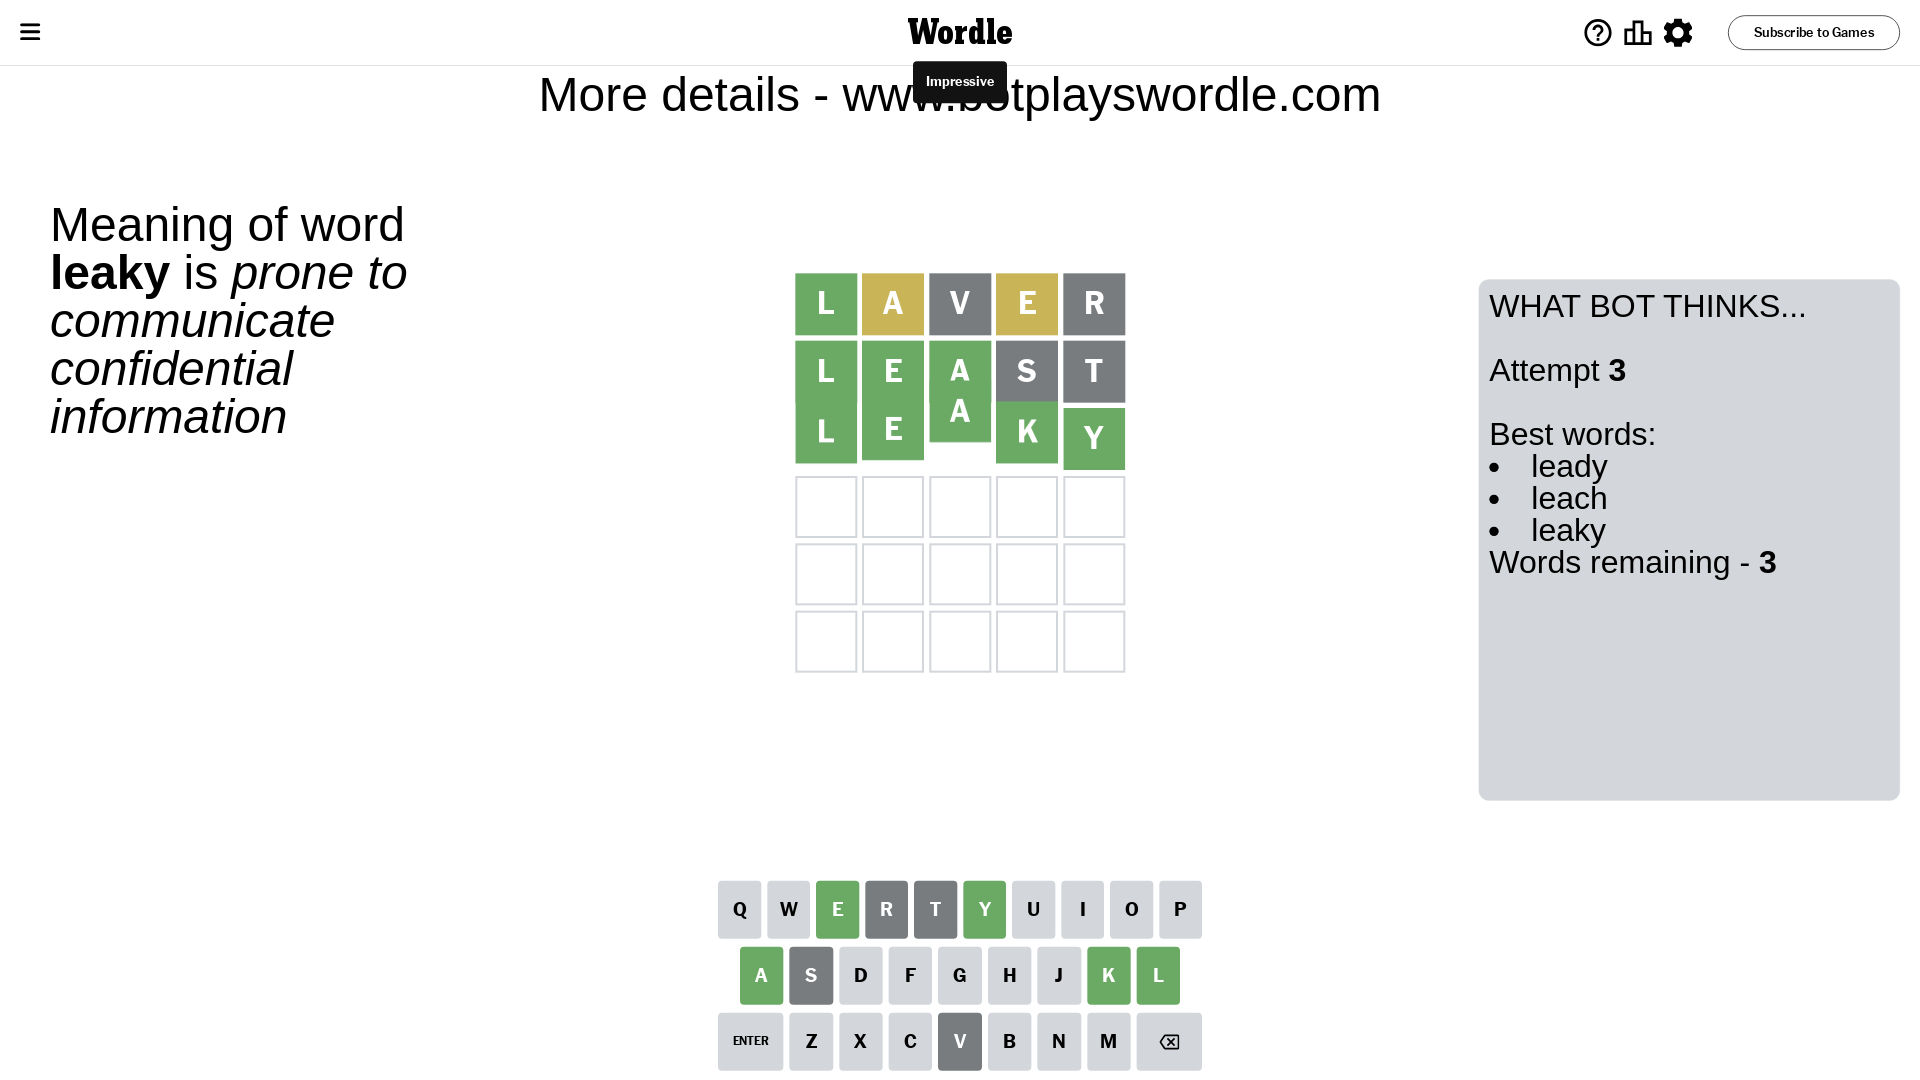 Wordle
Subscribe to Games
Impressive
More details - www.botplayswordle.com
Meaning of word
leaky is prone to
communicate
confidential
information
L A V E R
L E A S T
L E A K Y
WHAT BOT THINKS...
Attempt 3
Best words:
• leady
• leach
• leaky
Words remaining - 3
Q W E R T Y U I O P
A S D F G H J K L
ENTER Z X C V B N M